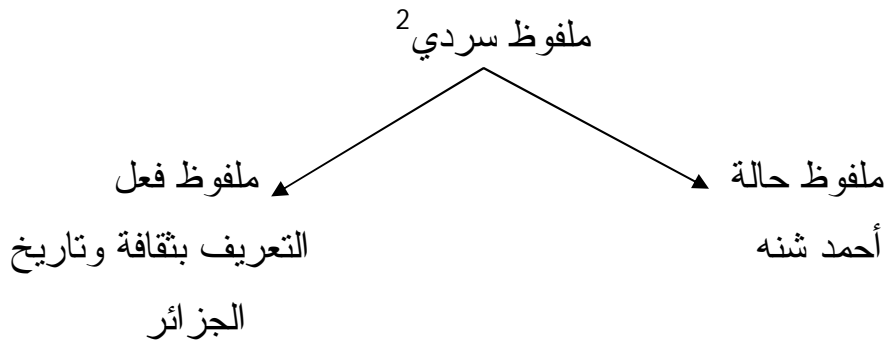 ملفوظ سردي2
ملفوظ حالة
ملفوظ فعل
أحمد شنه
التعريف بثقافة وتاريخ
الجزائر